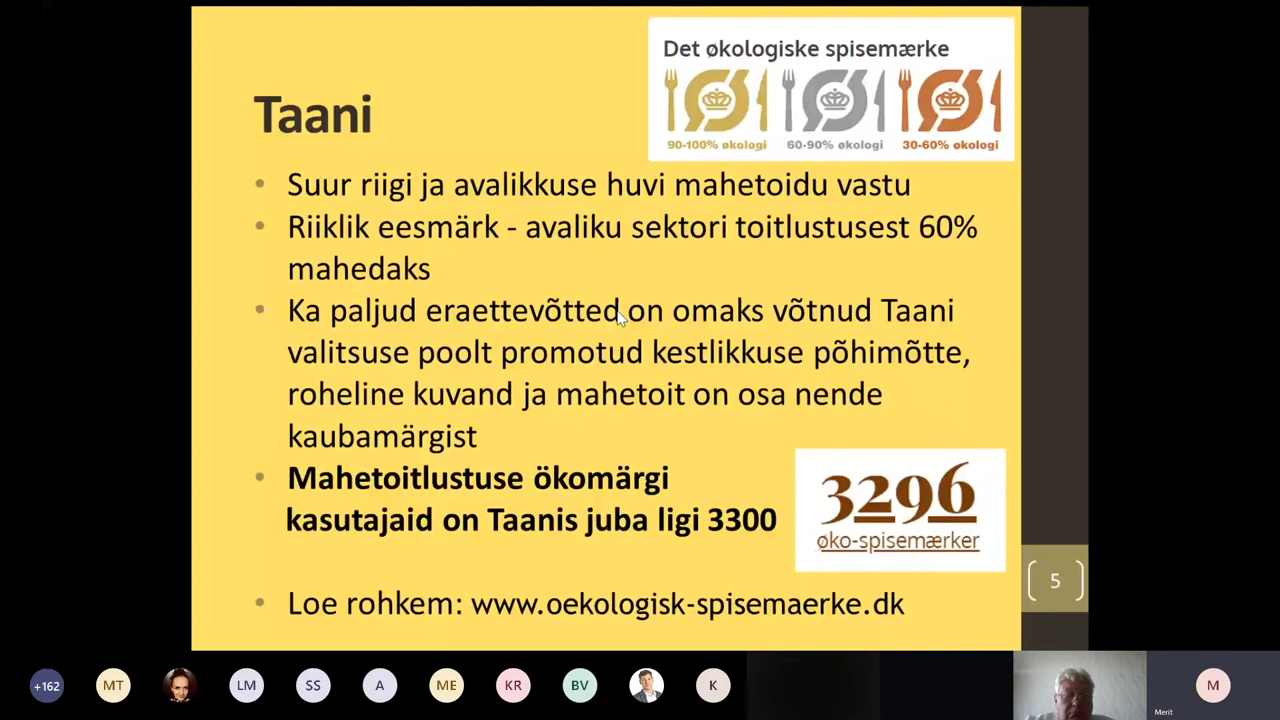 Det økologiske spisemærke
90-100% økologi 60-90% økologi 30-60% økologi
Taani
• Suur riigi ja avalikkuse huvi mahetoidu vastu
• Riiklik eesmärk - avaliku sektori toitlustusest 60%
mahedaks
• Ka paljud eraettevõtted on omaks võtnud Taani
valitsuse poolt promotud kestlikkuse põhimõtte,
roheline kuvand ja mahetoit on osa nende
kaubamärgist
• Mahetoitlustuse ökomärgi
kasutajaid on Taanis juba ligi 3300
3296
øko-spisemærker
• Loe rohkem: www.oekologisk-spisemaerke.dk
5
+162 MT LM SS A ME KR BV K M
Merit